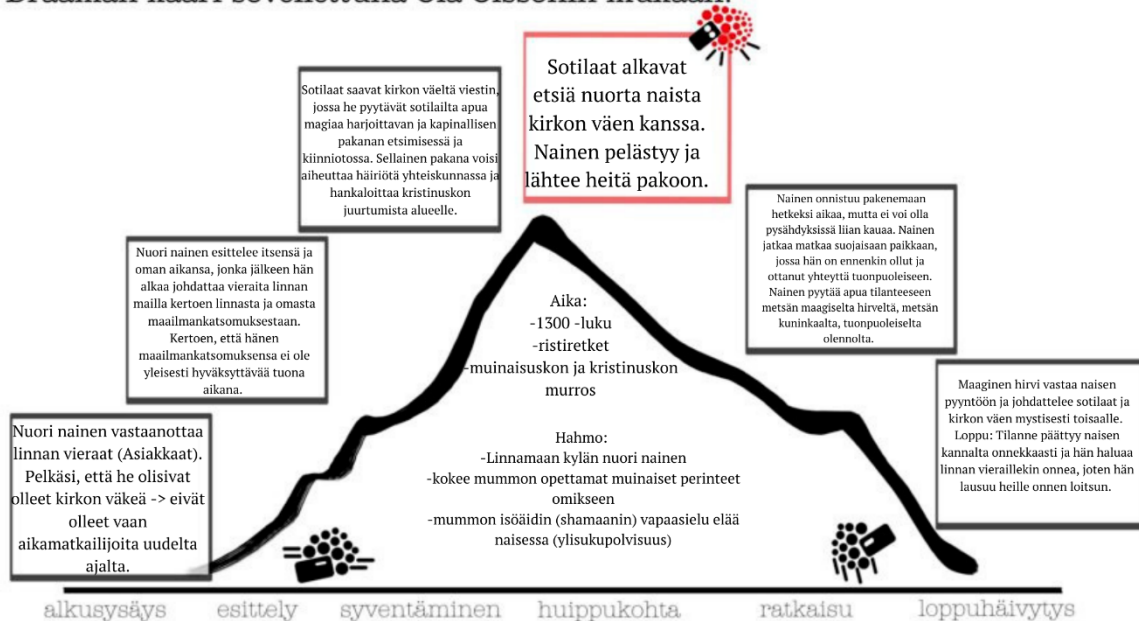 Draaman kaari sovellettuna mukaan.
Nuori nainen vastaanottaa
linnan vieraat (Asiakkaat).
Pelkäsi, että he olisivat
olleet kirkon väkeä -> eivät
olleet vaan
aikamatkailijoita uudelta
ajalta.
Nuori nainen esittelee itsensä ja
oman aikansa, jonka jälkeen hän
alkaa johdattaa vieraita linnan
mailla kertoen linnasta ja omasta
maailmankatsomuksestaan.
Kertoen, että hänen
maailmankatsomuksensa ei ole
yleisesti hyväksyttävää tuona
aikana.
Sotilaat saavat kirkon väeltä viestin,
jossa he pyytävät sotilailta apua
magiaa harjoittavan ja kapinallisen
pakanan etsimisessä ja
kiinniotossa. Sellainen pakana voisi
aiheuttaa häiriötä yhteiskunnassa ja
hankaloittaa kristinuskon
juurtumista alueelle.
Sotilaat alkavat
etsiä nuorta naista
kirkon väen kanssa.
Nainen pelästyy ja
lähtee heitä pakoon.
Nainen onnistuu pakenemaan
hetkeksi aikaa, mutta ei voi olla
pysähdyksissä liian kauaa. Nainen
jatkaa matkaa suojaisaan paikkaan,
jossa hän on ennenkin ollut ja
ottanut yhteyttä tuonpuoleiseen.
Nainen pyytää apua tilanteeseen
metsän maagiselta hirveltä, metsän
kuninkaalta, tuonpuoleiselta
olennolta.
Maaginen hirvi vastaa naisen
pyyntöön ja johdattelee sotilaat ja
kirkon väen mystisesti toisaalle.
Loppu: Tilanne päättyy naisen
kannalta onnekkaasti ja hän haluaa
linnan vieraillekin onnea, joten hän
lausuu heille onnen loitsun.
Aika:
-1300 -luku
-ristiretket
-muinaisuskon ja kristinuskon
murros
Hahmo:
-Linnamaan kylän nuori nainen
-kokee mummon opettamat muinaiset perinteet
omikseen
-mummon isoäidin (shamaanin) vapaasielu elää
naisessa (ylisukupolvisuus)
alkusysäys esittely syventäminen huippukohta ratkaisu loppuhäivytys